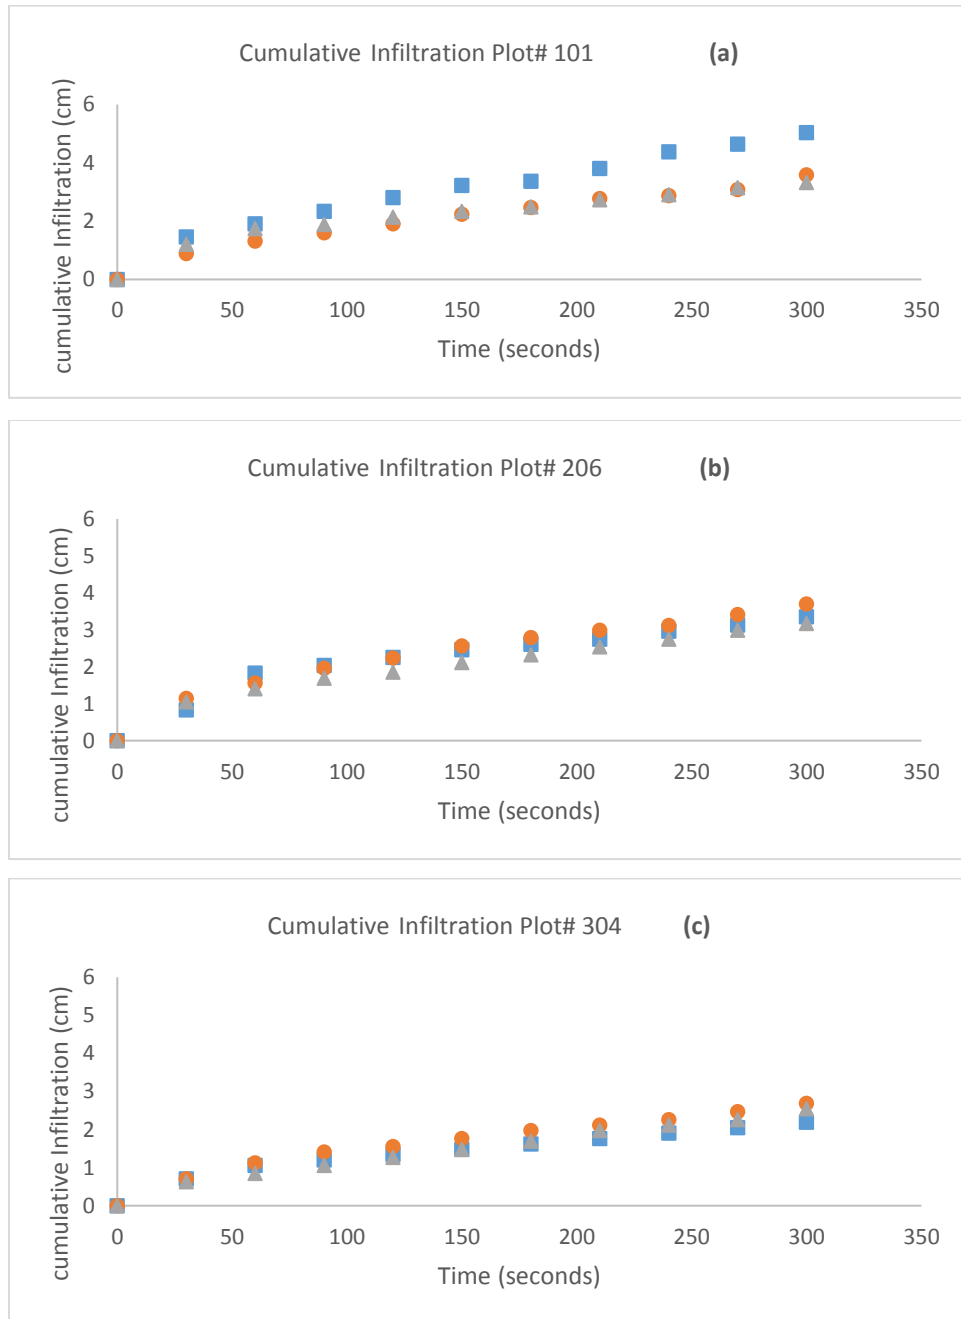 Cumulative Infiltration Plot# 101 (a)
cumulative Infiltration (cm)
6
4
2
0
0 50 100 150 200 250 300 350
Time (seconds)
Cumulative Infiltration Plot# 206 (b)
cumulative Infiltration (cm)
6
5
4
3
2
1
0
0 50 100 150 200 250 300 350
Time (seconds)
Cumulative Infiltration Plot# 304 (c)
cumulative Infiltration (cm)
6
5
4
3
2
1
0
0 50 100 150 200 250 300 350
Time (seconds)